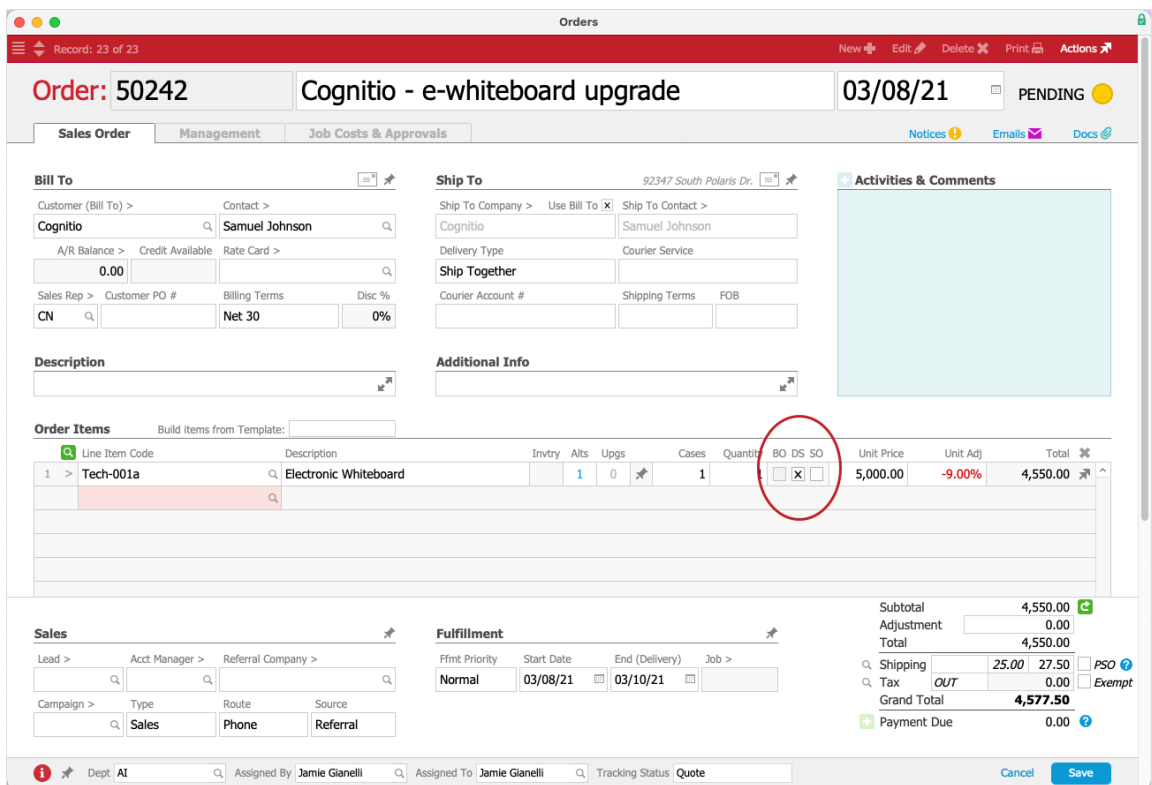 Orders
Record: 23 of 23 New Edit Delete Print Actions
Order: 50242 Cognitio - e-whiteboard upgrade 03/08/21 PENDING
Sales Order Management Job Costs & Approvals Notices Emails Docs
Bill To Ship To 92347 South Polaris Dr. Activities & Comments
Customer (Bill To) > Contact > Ship To Company > Use Bill To x Ship To Contact >
Cognitio Samuel Johnson Cognitio Samuel Johnson
A/R Balance > Credit Available Rate Card > Delivery Type Courier Service
0.00 Ship Together
Sales Rep > Customer PO # Billing Terms Disc % Courier Account # Shipping Terms FOB
CN Net 30 0%
Description Additional Info
Order Items Build items from Template:
Line Item Code Description Invtry Alts Upgs Cases Quantity BO DS SO Unit Price Unit Adj Total
1 > Tech-001a Electronic Whiteboard 1 0 1 1 x 5,000.00 -9.00% 4,550.00
Subtotal 4,550.00
Sales Fulfillment Adjustment 0.00
Total 4,550.00
Lead > Acct Manager > Referral Company > Ffmt Priority Start Date End (Delivery) Job > Shipping 25.00 27.50 PSO ?
Normal 03/08/21 03/10/21 Tax OUT 0.00 Exempt
Campaign > Type Route Source Grand Total 4,577.50
Sales Phone Referral Payment Due 0.00 ?
Dept AI Assigned By Jamie Gianelli Assigned To Jamie Gianelli Tracking Status Quote Cancel Save